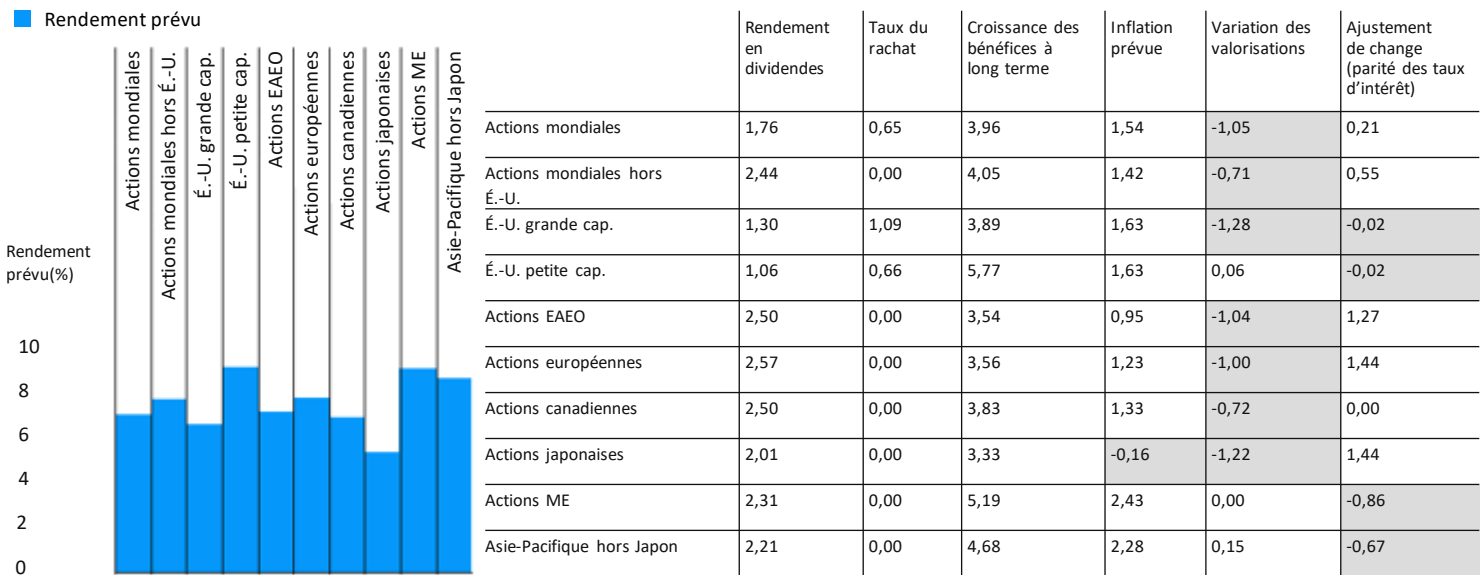 Rendement prévu
Actions mondiales
Actions mondiales hors É.-U.
É.-U. grande cap.
É.-U. petite cap.
Actions EAEO
Actions européennes
Actions canadiennes
Actions japonaises
Actions ME
Asie-Pacifique hors Japon
Rendement
prévu(%)
10
8
6
4
2
0
Rendement
en
dividendes
Taux du
rachat
Croissance des
bénéfices à
long terme
Inflation
prévue
Variation des
valorisations
Ajustement
de change
(parité des taux
d’intérêt)
Actions mondiales 1,76 0,65 3,96 1,54 -1,05 0,21
Actions mondiales hors 2,44 0,00 4,05 1,42 -0,71 0,55
É.-U.
É.-U. grande cap. 1,30 1,09 3,89 1,63 -1,28 -0,02
É.-U. petite cap. 1,06 0,66 5,77 1,63 0,06 -0,02
Actions EAEO 2,50 0,00 3,54 0,95 -1,04 1,27
Actions européennes 2,57 0,00 3,56 1,23 -1,00 1,44
Actions canadiennes 2,50 0,00 3,83 1,33 -0,72 0,00
Actions japonaises 2,01 0,00 3,33 -0,16 -1,22 1,44
Actions ME 2,31 0,00 5,19 2,43 0,00 -0,86
Asie-Pacifique hors Japon 2,21 0,00 4,68 2,28 0,15 -0,67